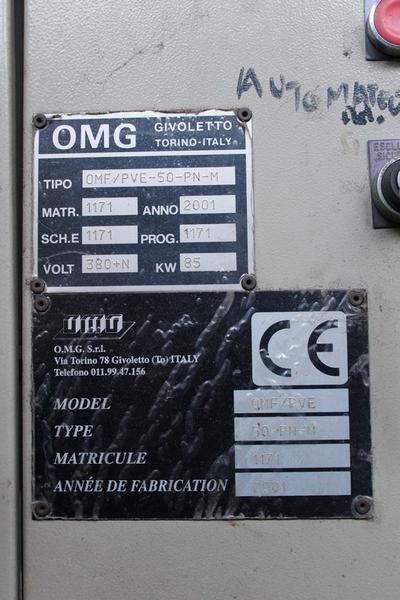 AUTOMATCO
ESCLU
OMG GIVOLETTO
TORINO-ITALY
TIPO OMF/PVE-50-PN-M
MATR. 1171 ANNO 2001
SCH.E 1171 PROG. 1171
VOLT 380+N KW 85
OMG
O.M.G. S.r.l.
Via Torino 78 Givoletto (To) ITALY
Telefono 011.99.47.156
CE
MODEL OMF/PVE
TYPE 50-PN-M
MATRICULE 1171
ANNÉE DE FABRICATION 2001